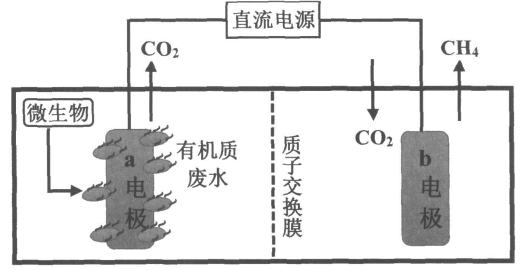 直流电源
CO₂
CH₄
微生物
CO₂
a
电
极
有机质
废水
质
子
交
换
膜
b
电
极